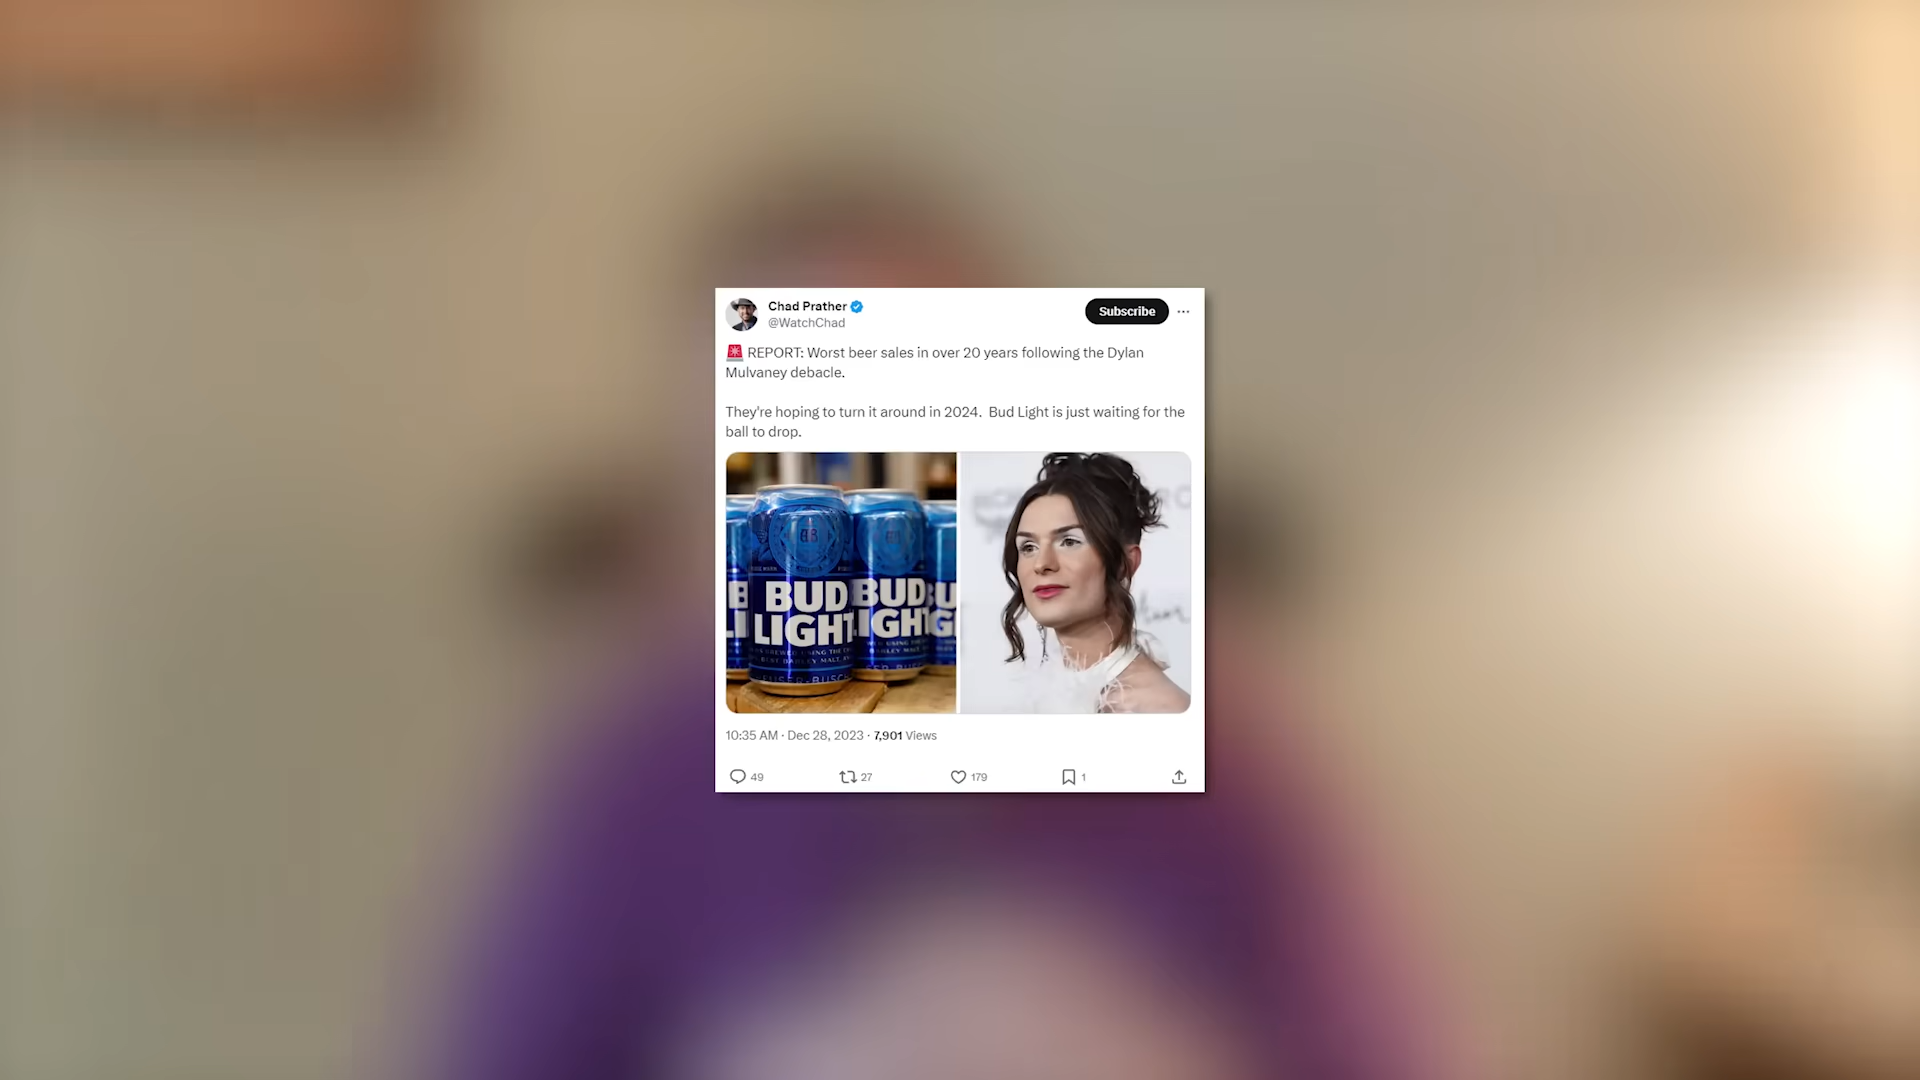 Chad Prather
@WatchChad
Subscribe
🚨 REPORT: Worst beer sales in over 20 years following the Dylan
Mulvaney debacle.
They're hoping to turn it around in 2024. Bud Light is just waiting for the
ball to drop.
BUD
LIGHT
BUD
LIGHT
10:35 AM · Dec 28, 2023 · 7,901 Views
49
27
179
1